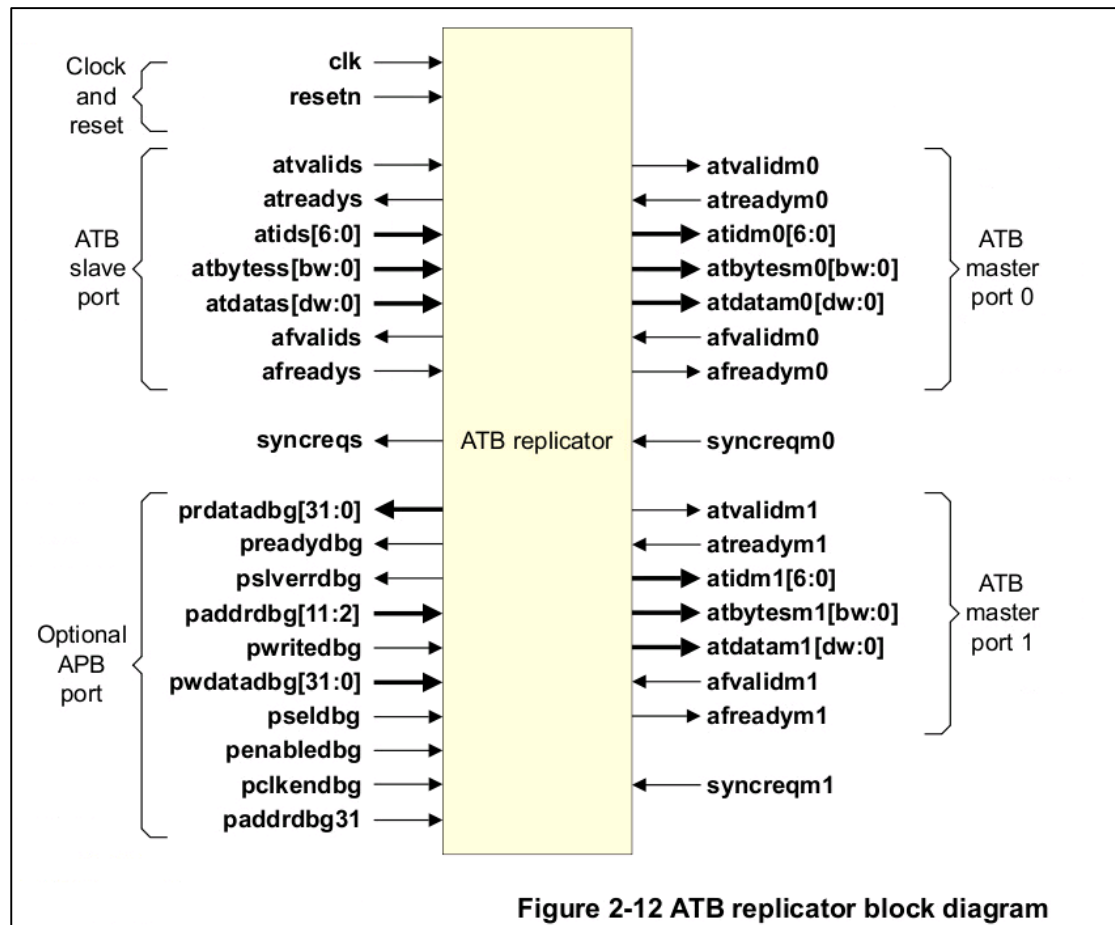 Clock
and
reset
clk
resetn
ATB
slave
port
atvalids
atreadys
atids[6:0]
atbytess[bw:0]
atdatas[dw:0]
afvalids
afreadys
syncreqs
Optional
APB
port
prdatadbg[31:0]
preadydbg
pslverrdbg
paddrdbg[11:2]
pwritedbg
pwdatadbg[31:0]
pseldbg
penabledbg
pclkendbg
paddrdbg31
ATB replicator
atvalidm0
atreadym0
atidm0[6:0]
atbytesm0[bw:0]
atdatam0[dw:0]
afvalidm0
afreadym0
ATB
master
port 0
syncreqm0
atvalidm1
atreadym1
atidm1[6:0]
atbytesm1[bw:0]
atdatam1[dw:0]
afvalidm1
afreadym1
ATB
master
port 1
syncreqm1
Figure 2-12 ATB replicator block diagram